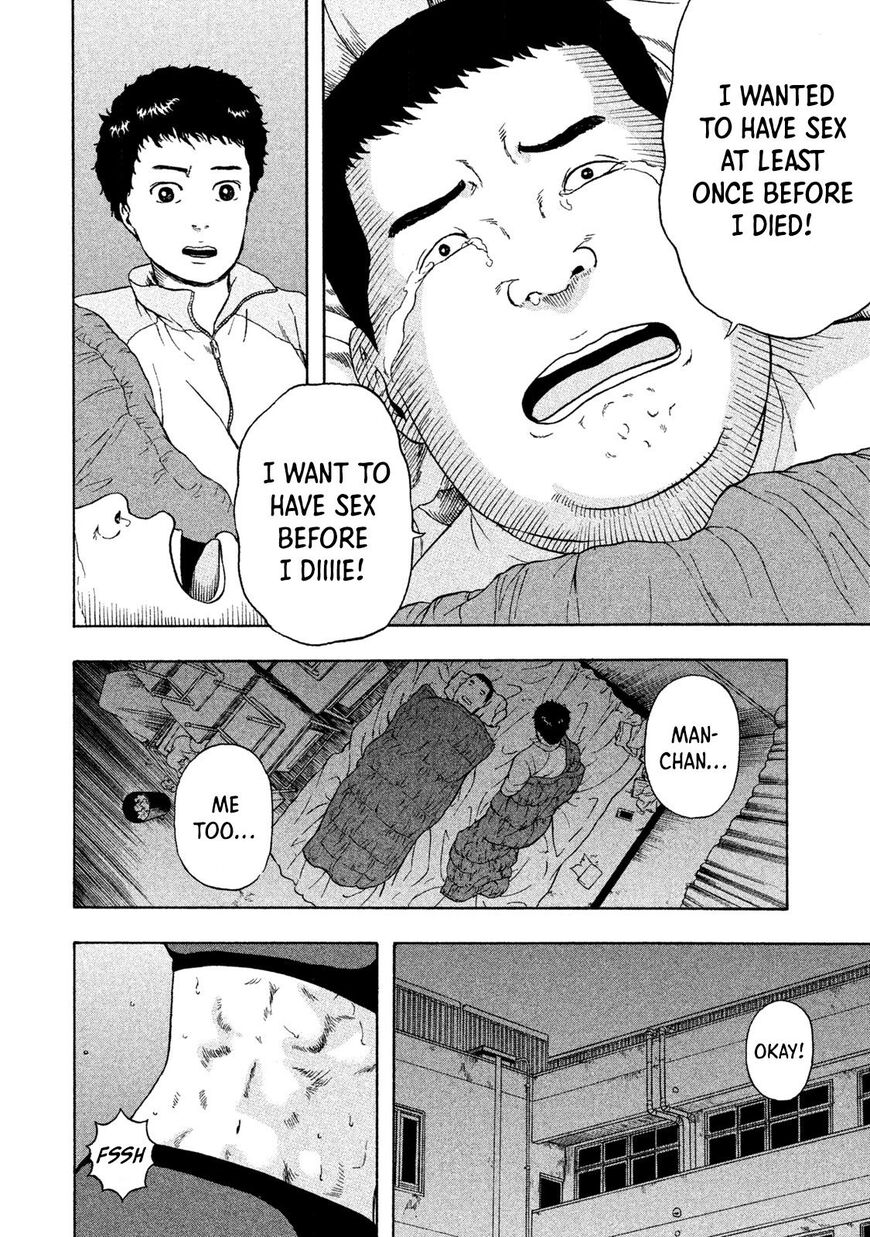 I WANTED
TO HAVE SEX
AT LEAST
ONCE BEFORE
I DIED!
I WANT TO
HAVE SEX
BEFORE
I DIIIIE!
MAN-
CHAN...
ME
TOO...
OKAY!
FSSH